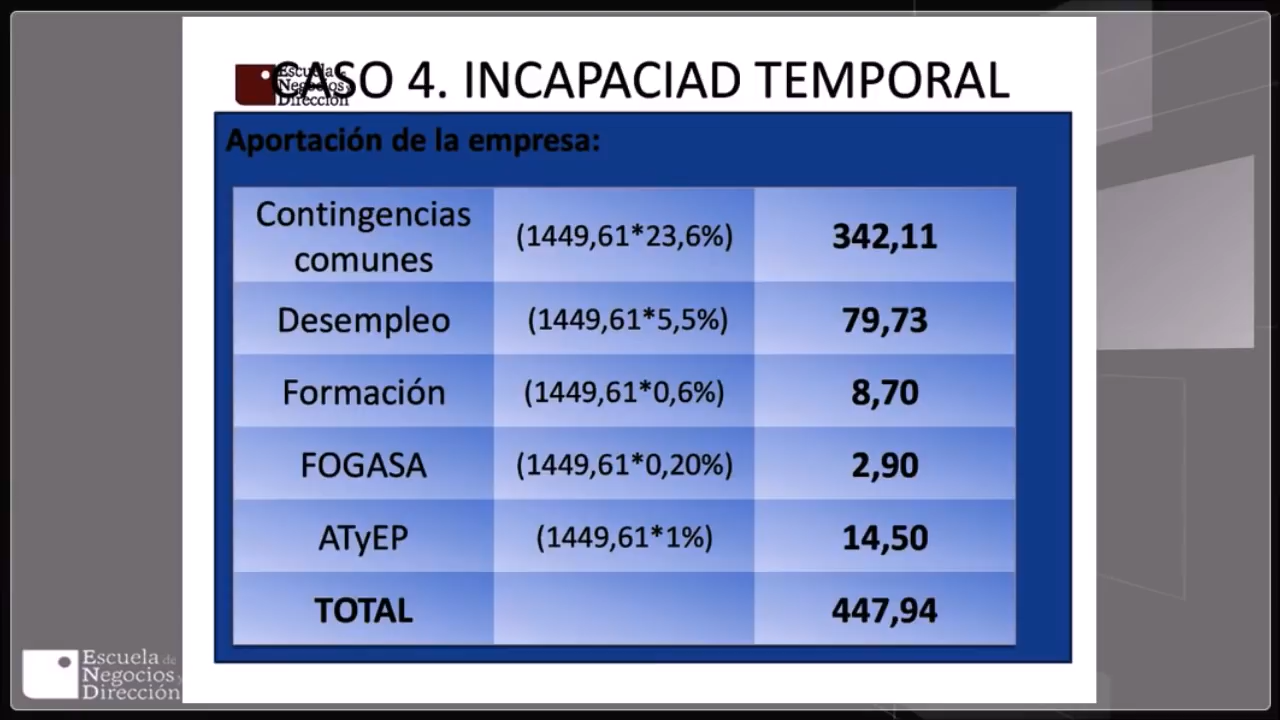 Escuela de
Negocios y
Dirección
CASO 4. INCAPACIAD TEMPORAL
Aportación de la empresa:
Contingencias comunes (1449,61*23,6%) 342,11
Desempleo (1449,61*5,5%) 79,73
Formación (1449,61*0,6%) 8,70
FOGASA (1449,61*0,20%) 2,90
ATyEP (1449,61*1%) 14,50
TOTAL 447,94
Escuela de
Negocios y
Dirección